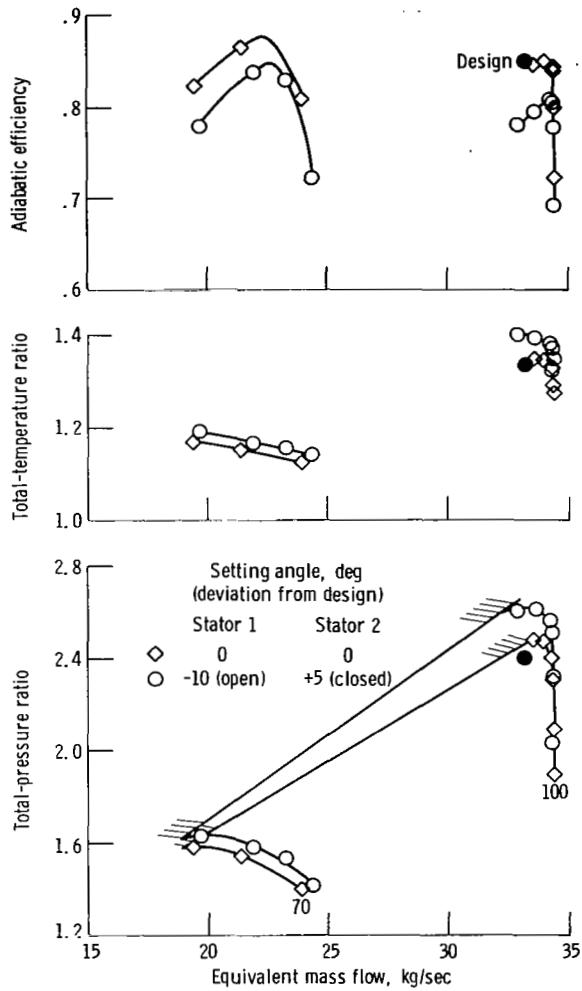 .9
.8
.7
.6
Adiabatic efficiency
Design
1.4
1.2
1.0
Total-temperature ratio
2.8
2.4
2.0
1.6
1.2
Total-pressure ratio
Setting angle, deg
(deviation from design)
Stator 1 Stator 2
0 0
-10 (open) +5 (closed)
100
70
15 20 25 30 35
Equivalent mass flow, kg/sec